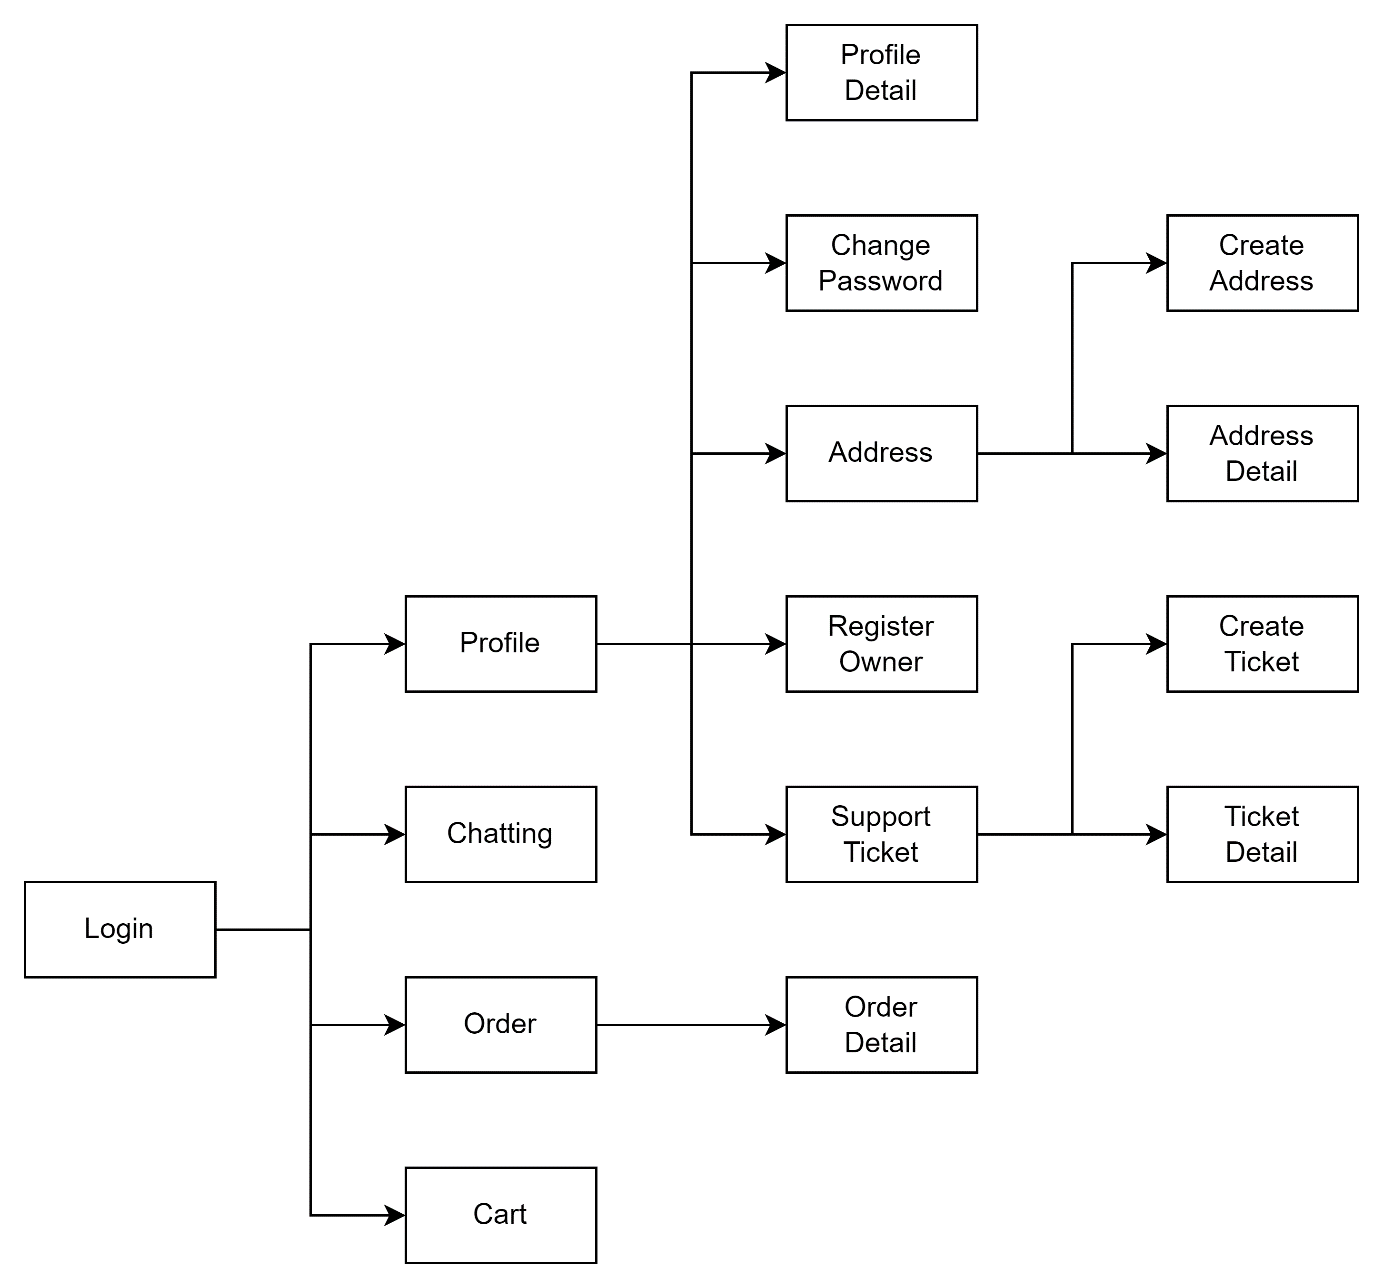 Profile
Detail
Change
Password
Create
Address
Address
Address
Detail
Profile
Register
Owner
Create
Ticket
Chatting
Support
Ticket
Ticket
Detail
Login
Order
Order
Detail
Cart